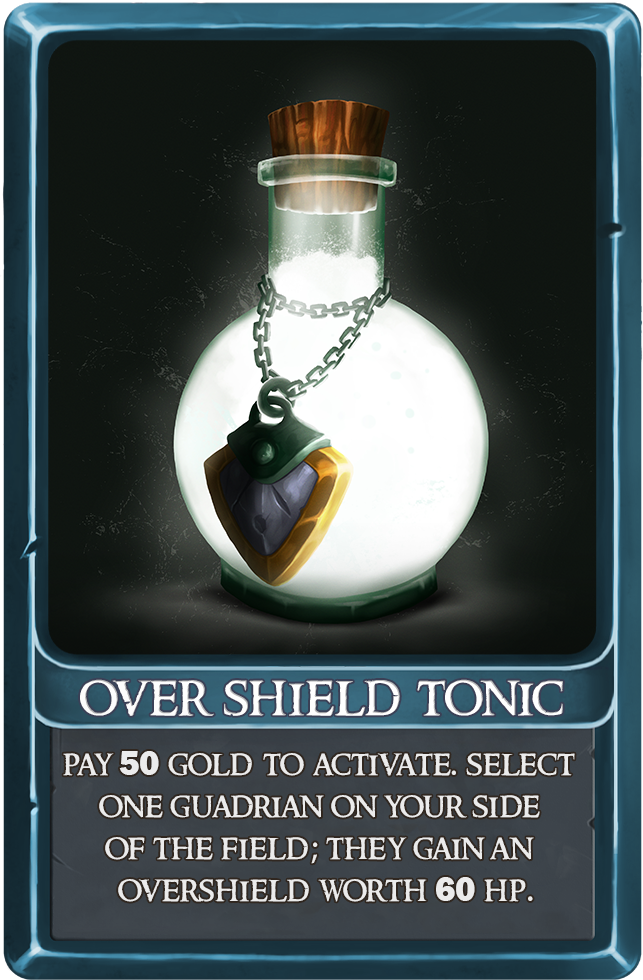 OVER SHIELD TONIC
PAY 50 GOLD TO ACTIVATE. SELECT
ONE GUADRIAN ON YOUR SIDE
OF THE FIELD; THEY GAIN AN
OVERSHIELD WORTH 60 HP.